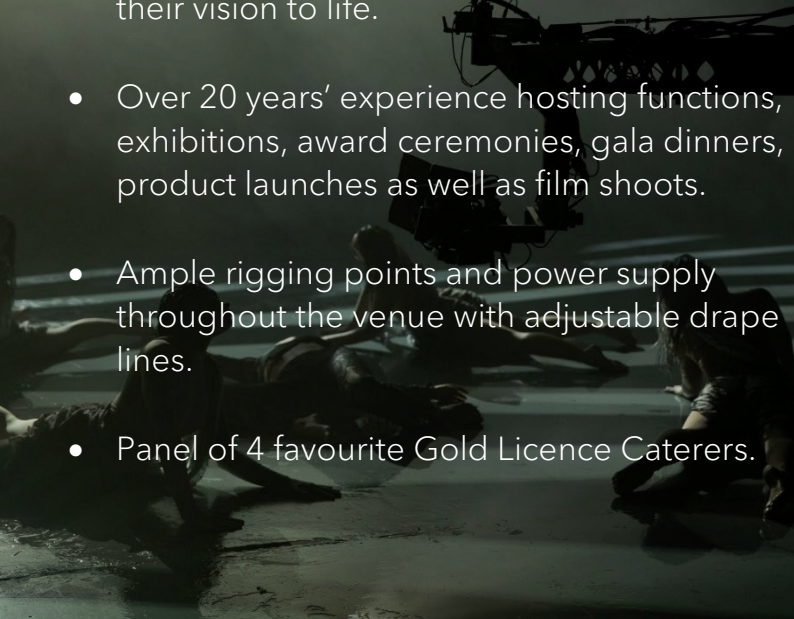 their vision to life.
• Over 20 years’ experience hosting functions,
exhibitions, award ceremonies, gala dinners,
product launches as well as film shoots.
• Ample rigging points and power supply
throughout the venue with adjustable drape
lines.
• Panel of 4 favourite Gold Licence Caterers.